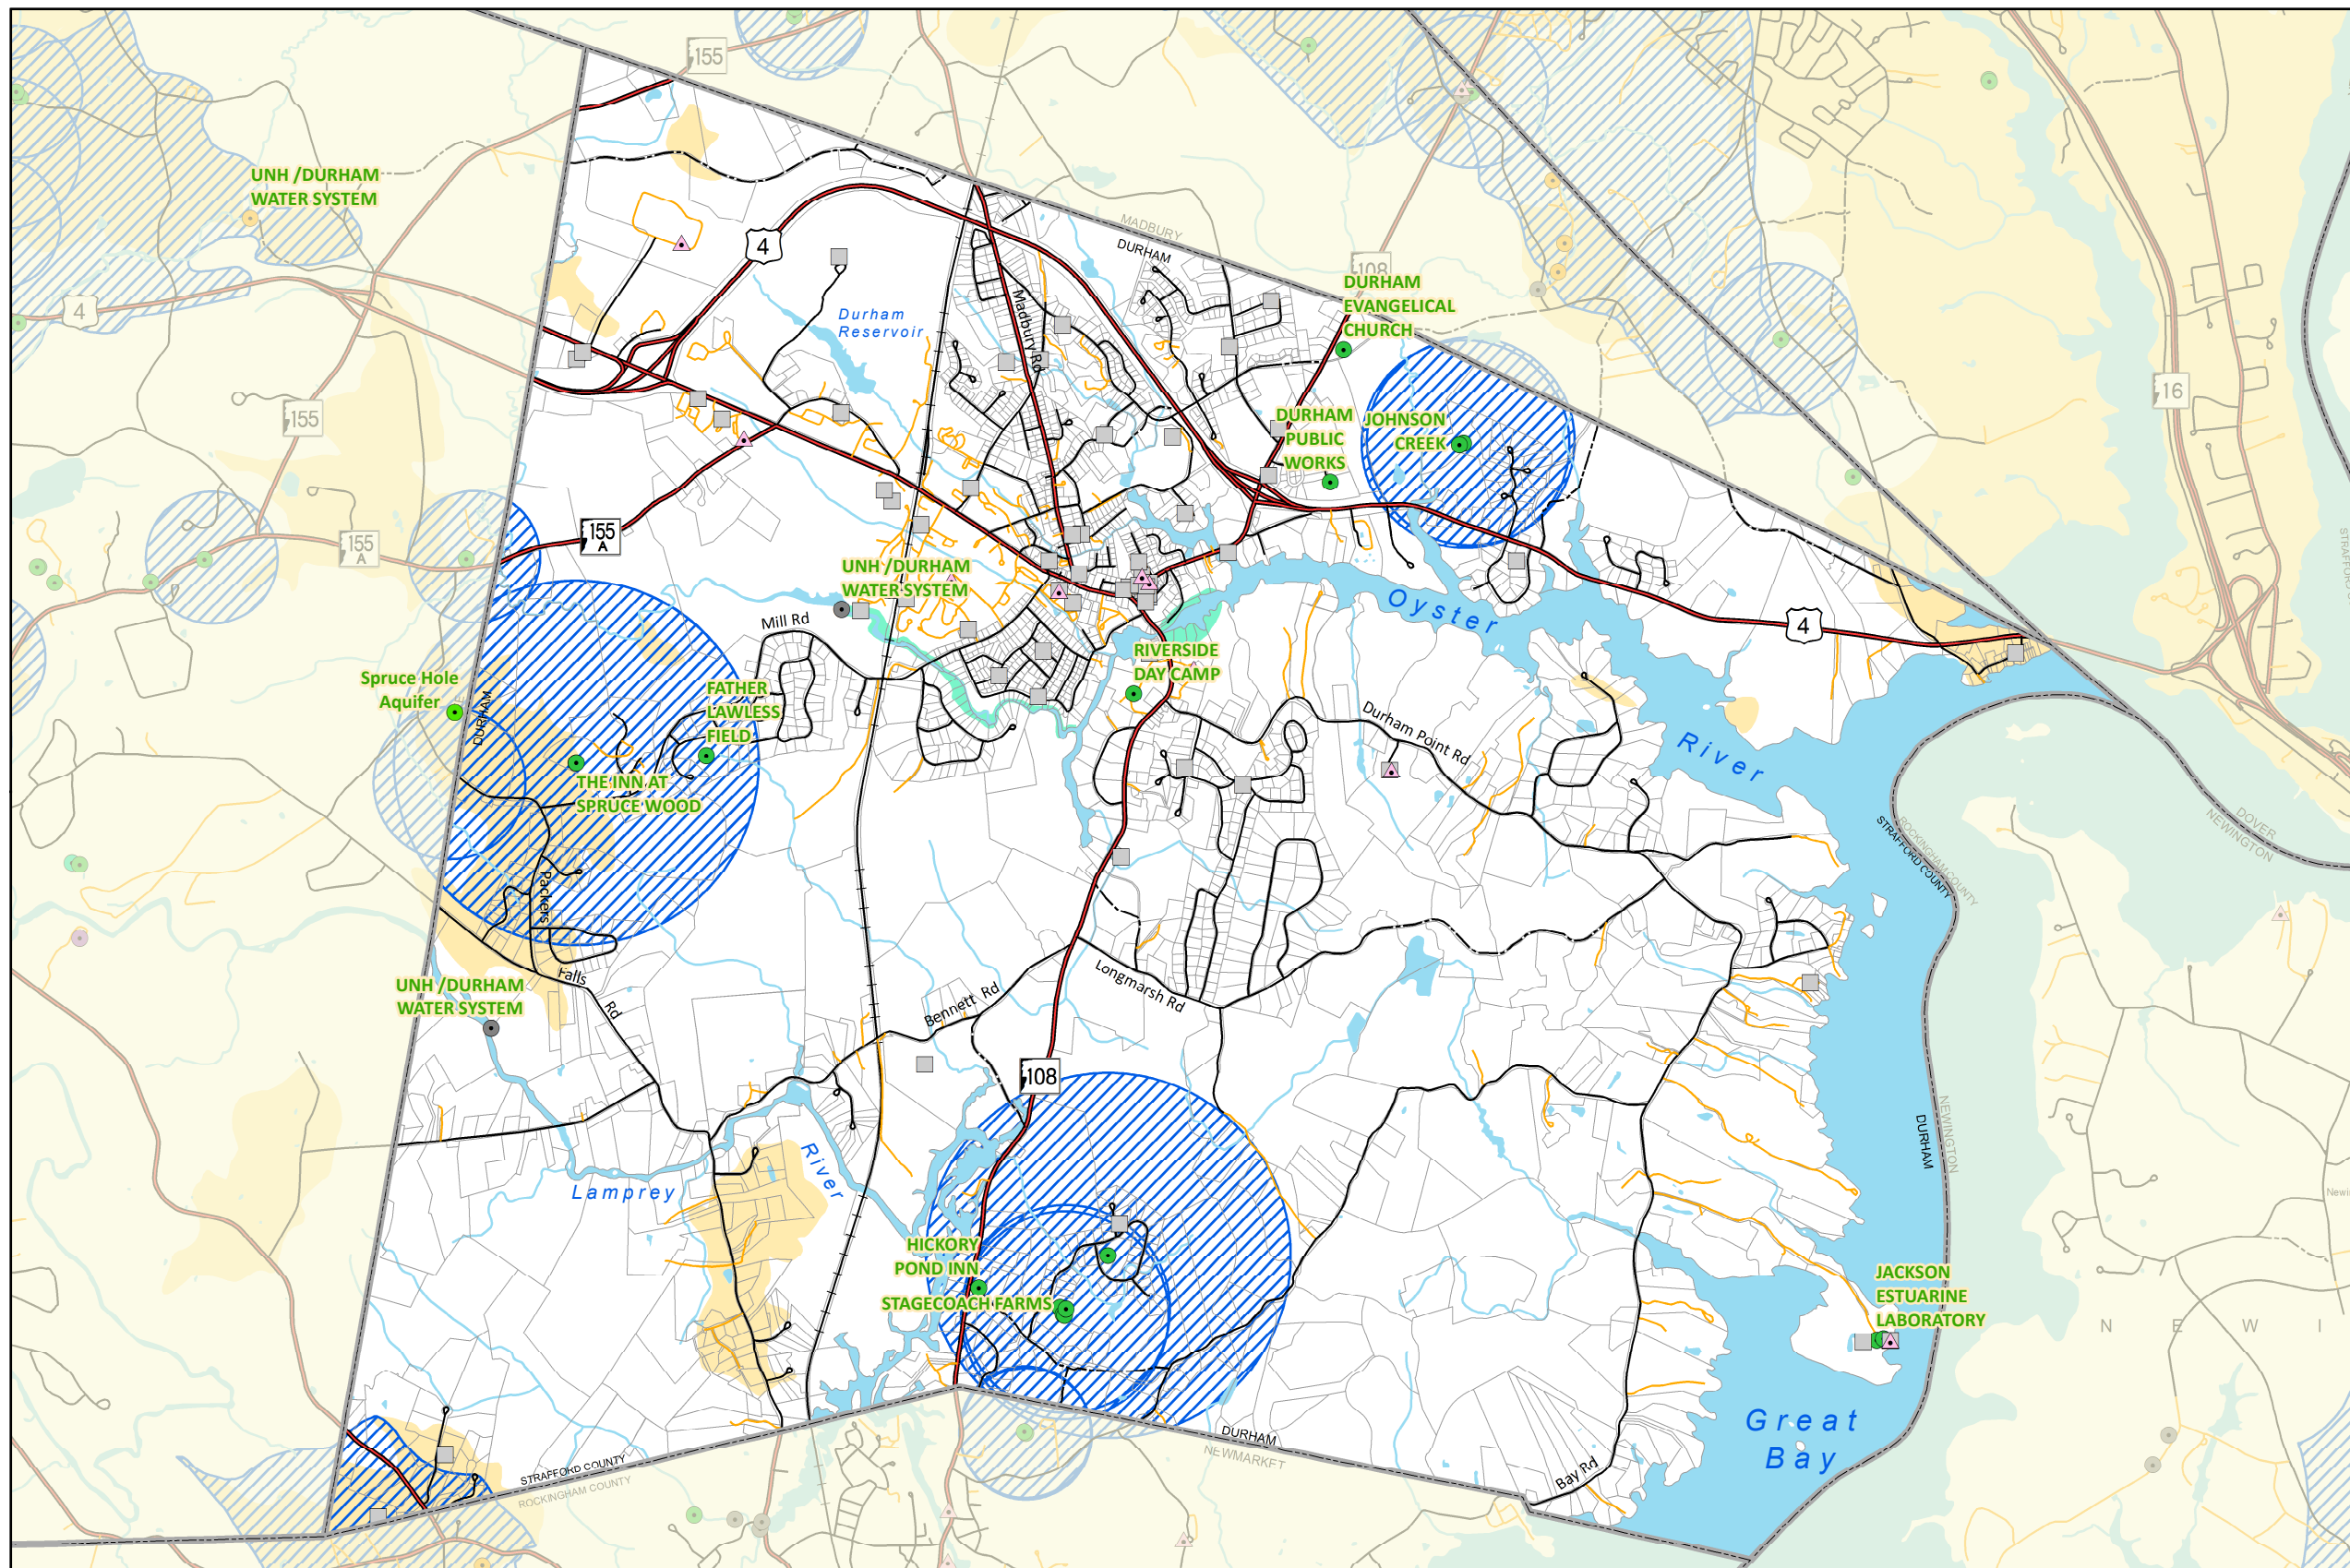 155
UNH /DURHAM
WATER SYSTEM
MADBURY
DURHAM
4
108
4
DURHAM
EVANGELICAL
CHURCH
Durham
Reservoir
Madbury Rd
16
155
DURHAM
PUBLIC
WORKS
JOHNSON
CREEK
155
A
155
A
UNH /DURHAM
WATER SYSTEM
Oyster
4
Mill Rd
RIVERSIDE
DAY CAMP
Spruce Hole
Aquifer
DURHAM
FATHER
LAWLESS
FIELD
Durham Point Rd
River
THE INN AT
SPRUCE WOOD
DOVER
NEWINGTON
ROCKINGHAM COUNTY
STRAFFORD COUNTY
Packers
Falls
Rd
UNH /DURHAM
WATER SYSTEM
Longmarsh Rd
Bennett Rd
108
DURHAM
NEWINGTON
Lamprey
River
HICKORY
POND INN
STAGECOACH FARMS
JACKSON
ESTUARINE
LABORATORY
N E W I
Great
Bay
DURHAM
NEWMARKET
STRAFFORD COUNTY
ROCKINGHAM COUNTY
Bay Rd